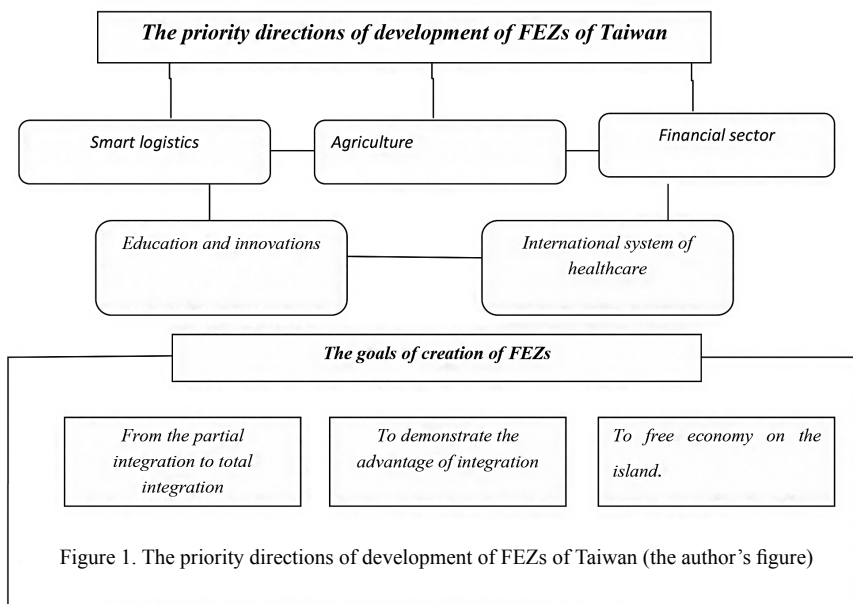 The priority directions of development of FEZs of Taiwan
Smart logistics
Agriculture
Financial sector
Education and innovations
International system of
healthcare
The goals of creation of FEZs
From the partial
integration to total
integration
To demonstrate the
advantage of integration
To free economy on the
island.
Figure 1. The priority directions of development of FEZs of Taiwan (the author's figure)